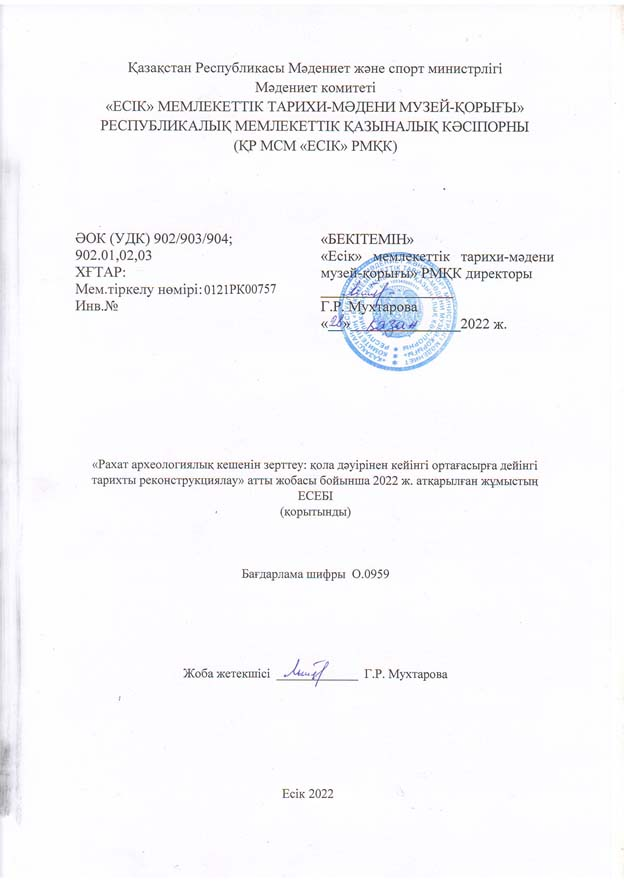 Қазақстан Республикасы Мәдениет және спорт министрлігі
Мәдениет комитеті
«ЕСІК» МЕМЛЕКЕТТІК ТАРИХИ-МӘДЕНИ МУЗЕЙ-ҚОРЫҒЫ»
РЕСПУБЛИКАЛЫҚ МЕМЛЕКЕТТІК ҚАЗЫНАЛЫҚ КӘСІПОРНЫ
(ҚР МСМ «ЕСІК» РМҚК)
ӘОК (УДК) 902/903/904;
902.01,02,03
ХҒТАР:
Мем.тіркелу нөмірі: 0121РК00757
Инв.№
«БЕКІТЕМІН»
«Есік» мемлекеттік тарихи-мәдени
музей-қорығы» РМҚК директоры
Г.Р. Мухтарова
«28» қазан 2022 ж.
«Рахат археологиялық кешенін зерттеу: қола дәуірінен кейінгі ортағасырға дейінгі
тарихты реконструкциялау» атты жобасы бойынша 2022 ж. атқарылған жұмыстың
ЕСЕБІ
(қорытынды)
Бағдарлама шифры О.0959
Жоба жетекшісі Г.Р. Мухтарова
Есік 2022